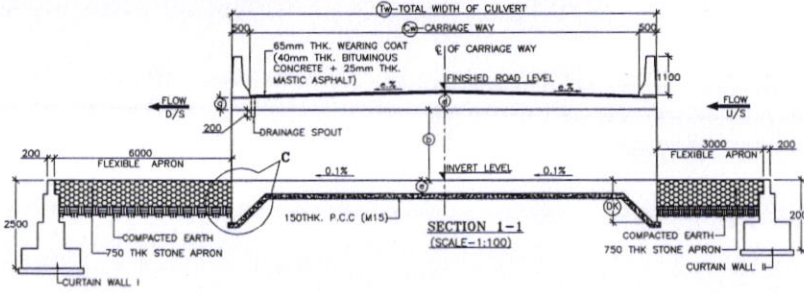 Tw-TOTAL WIDTH OF CULVERT
500
Cw-CARRIAGE WAY
500
65mm THK. WEARING COAT
(40mm THK. BITUMINOUS
CONCRETE + 25mm THK.
MASTIC ASPHALT)
℄ OF CARRIAGE WAY
FINISHED ROAD LEVEL
1100
e.%
e.%
FLOW
D/S
d
d
FLOW
U/S
200
DRAINAGE SPOUT
b
200
6000
FLEXIBLE APRON
C
3000
200
FLEXIBLE APRON
0.1%
INVERT LEVEL
0.1%
e
2500
DK
200
150THK. P.C.C (M15)
SECTION 1-1
(SCALE-1:100)
COMPACTED EARTH
750 THK STONE APRON
COMPACTED EARTH
750 THK STONE APRON
CURTAIN WALL I
CURTAIN WALL II